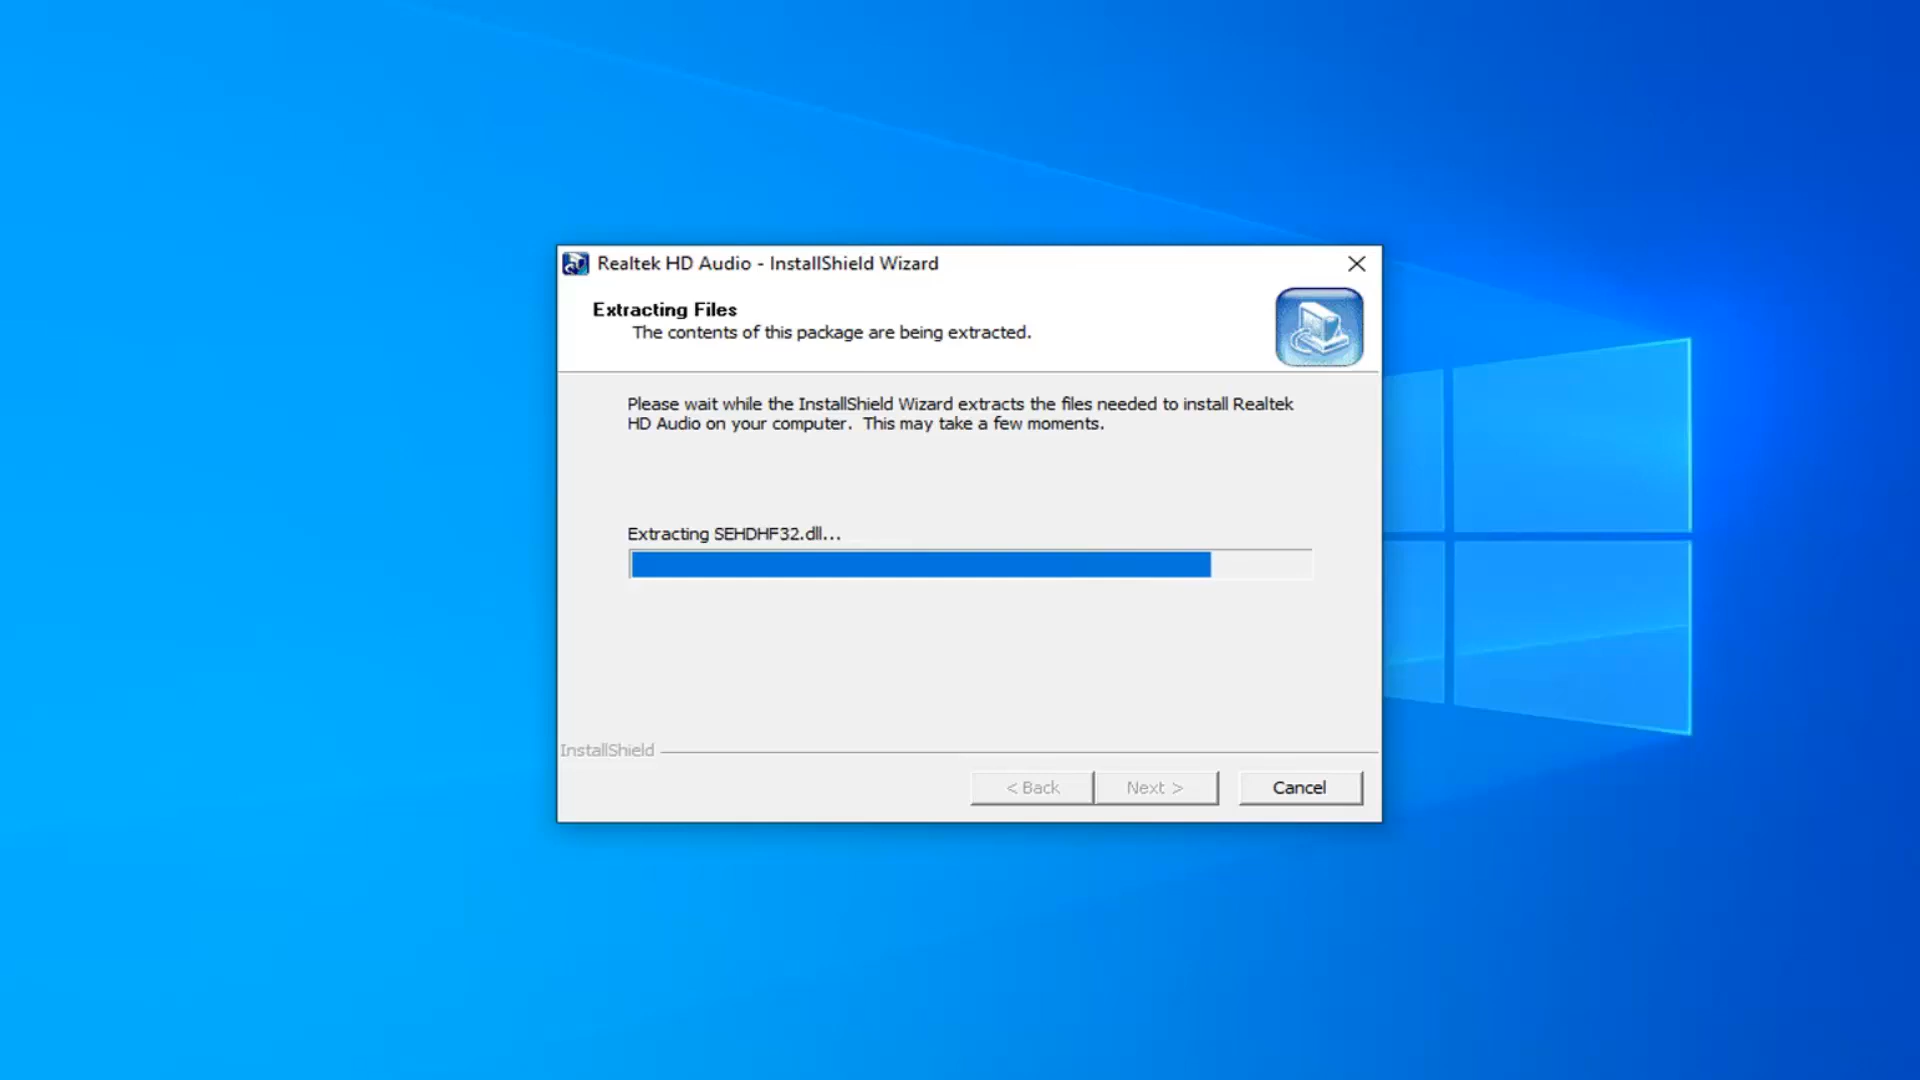 Realtek HD Audio - InstallShield Wizard
Extracting Files
The contents of this package are being extracted.
Please wait while the InstallShield Wizard extracts the files needed to install Realtek
HD Audio on your computer.  This may take a few moments.
Extracting SEHDHF32.dll...
InstallShield
< Back
Next >
Cancel